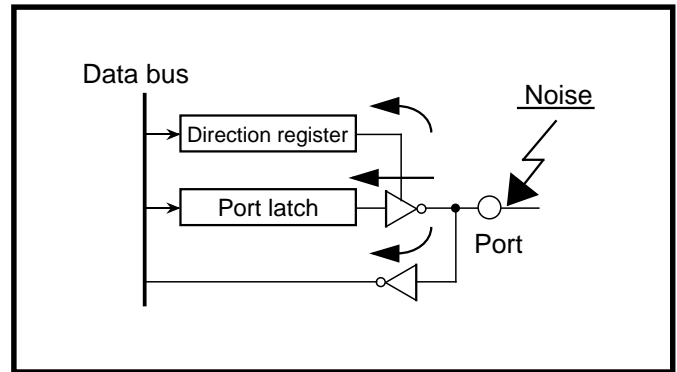 Data bus
Noise
Direction register
Port latch
Port